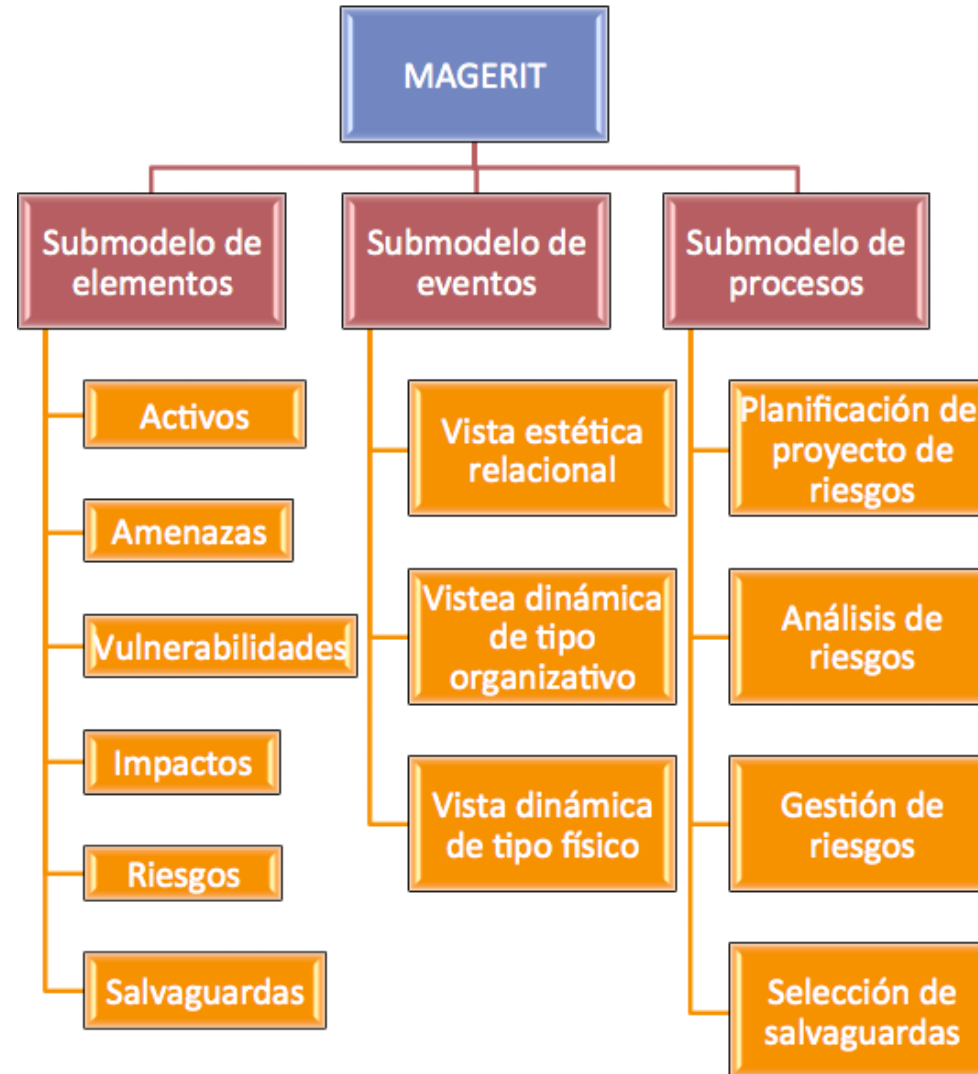 MAGERIT
Submodelo de
elementos
Activos
Amenazas
Vulnerabilidades
Impactos
Riesgos
Salvaguardas
Submodelo de
eventos
Vista estética
relacional
Vistea dinámica
de tipo
organizativo
Vista dinámica
de tipo físico
Submodelo de
procesos
Planificación de
proyecto de
riesgos
Análisis de
riesgos
Gestión de
riesgos
Selección de
salvaguardas